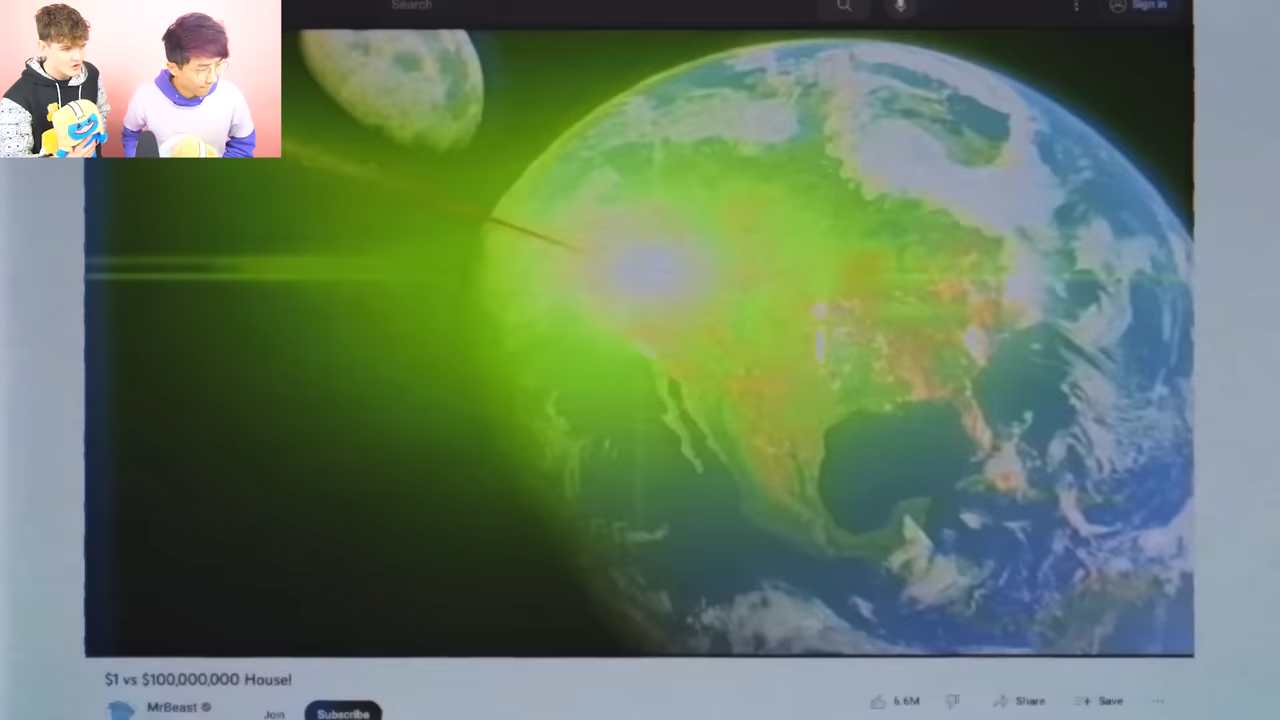 Search
Sign in
$1 vs $100,000,000 House!
MrBeast
Join
Subscribe
6.6M
Share
Save